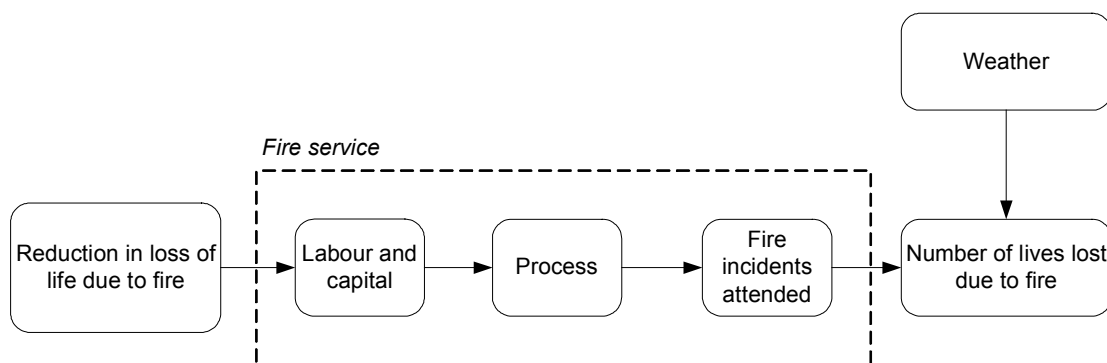 Weather
Fire service
Reduction in loss of
life due to fire
Labour and
capital
Process
Fire
incidents
attended
Number of lives lost
due to fire